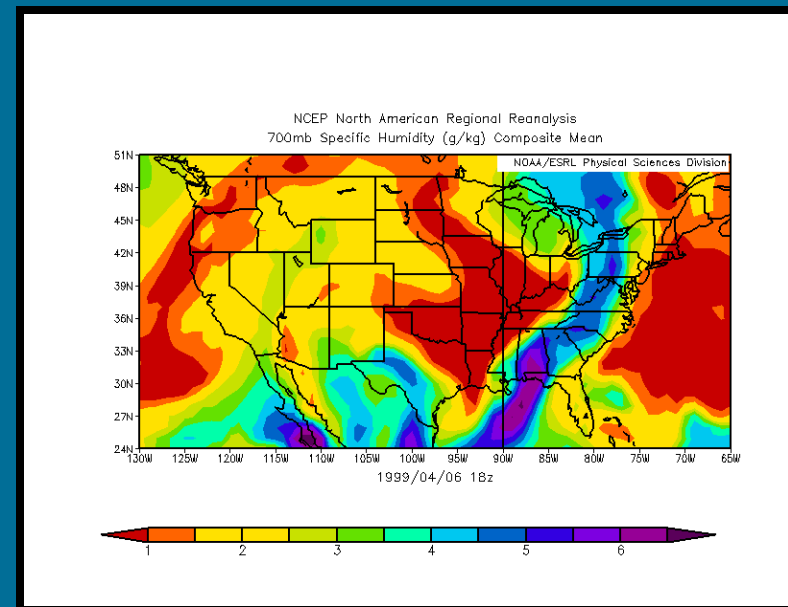 NCEP North American Regional Reanalysis
700mb Specific Humidity (g/kg) Composite Mean
NOAA/ESRL Physical Sciences Division
51N
48N
45N
42N
39N
36N
33N
30N
27N
24N
130W 125W 120W 115W 110W 105W 100W 95W 90W 85W 80W 75W 70W 65W
1999/04/06 18z
1 2 3 4 5 6